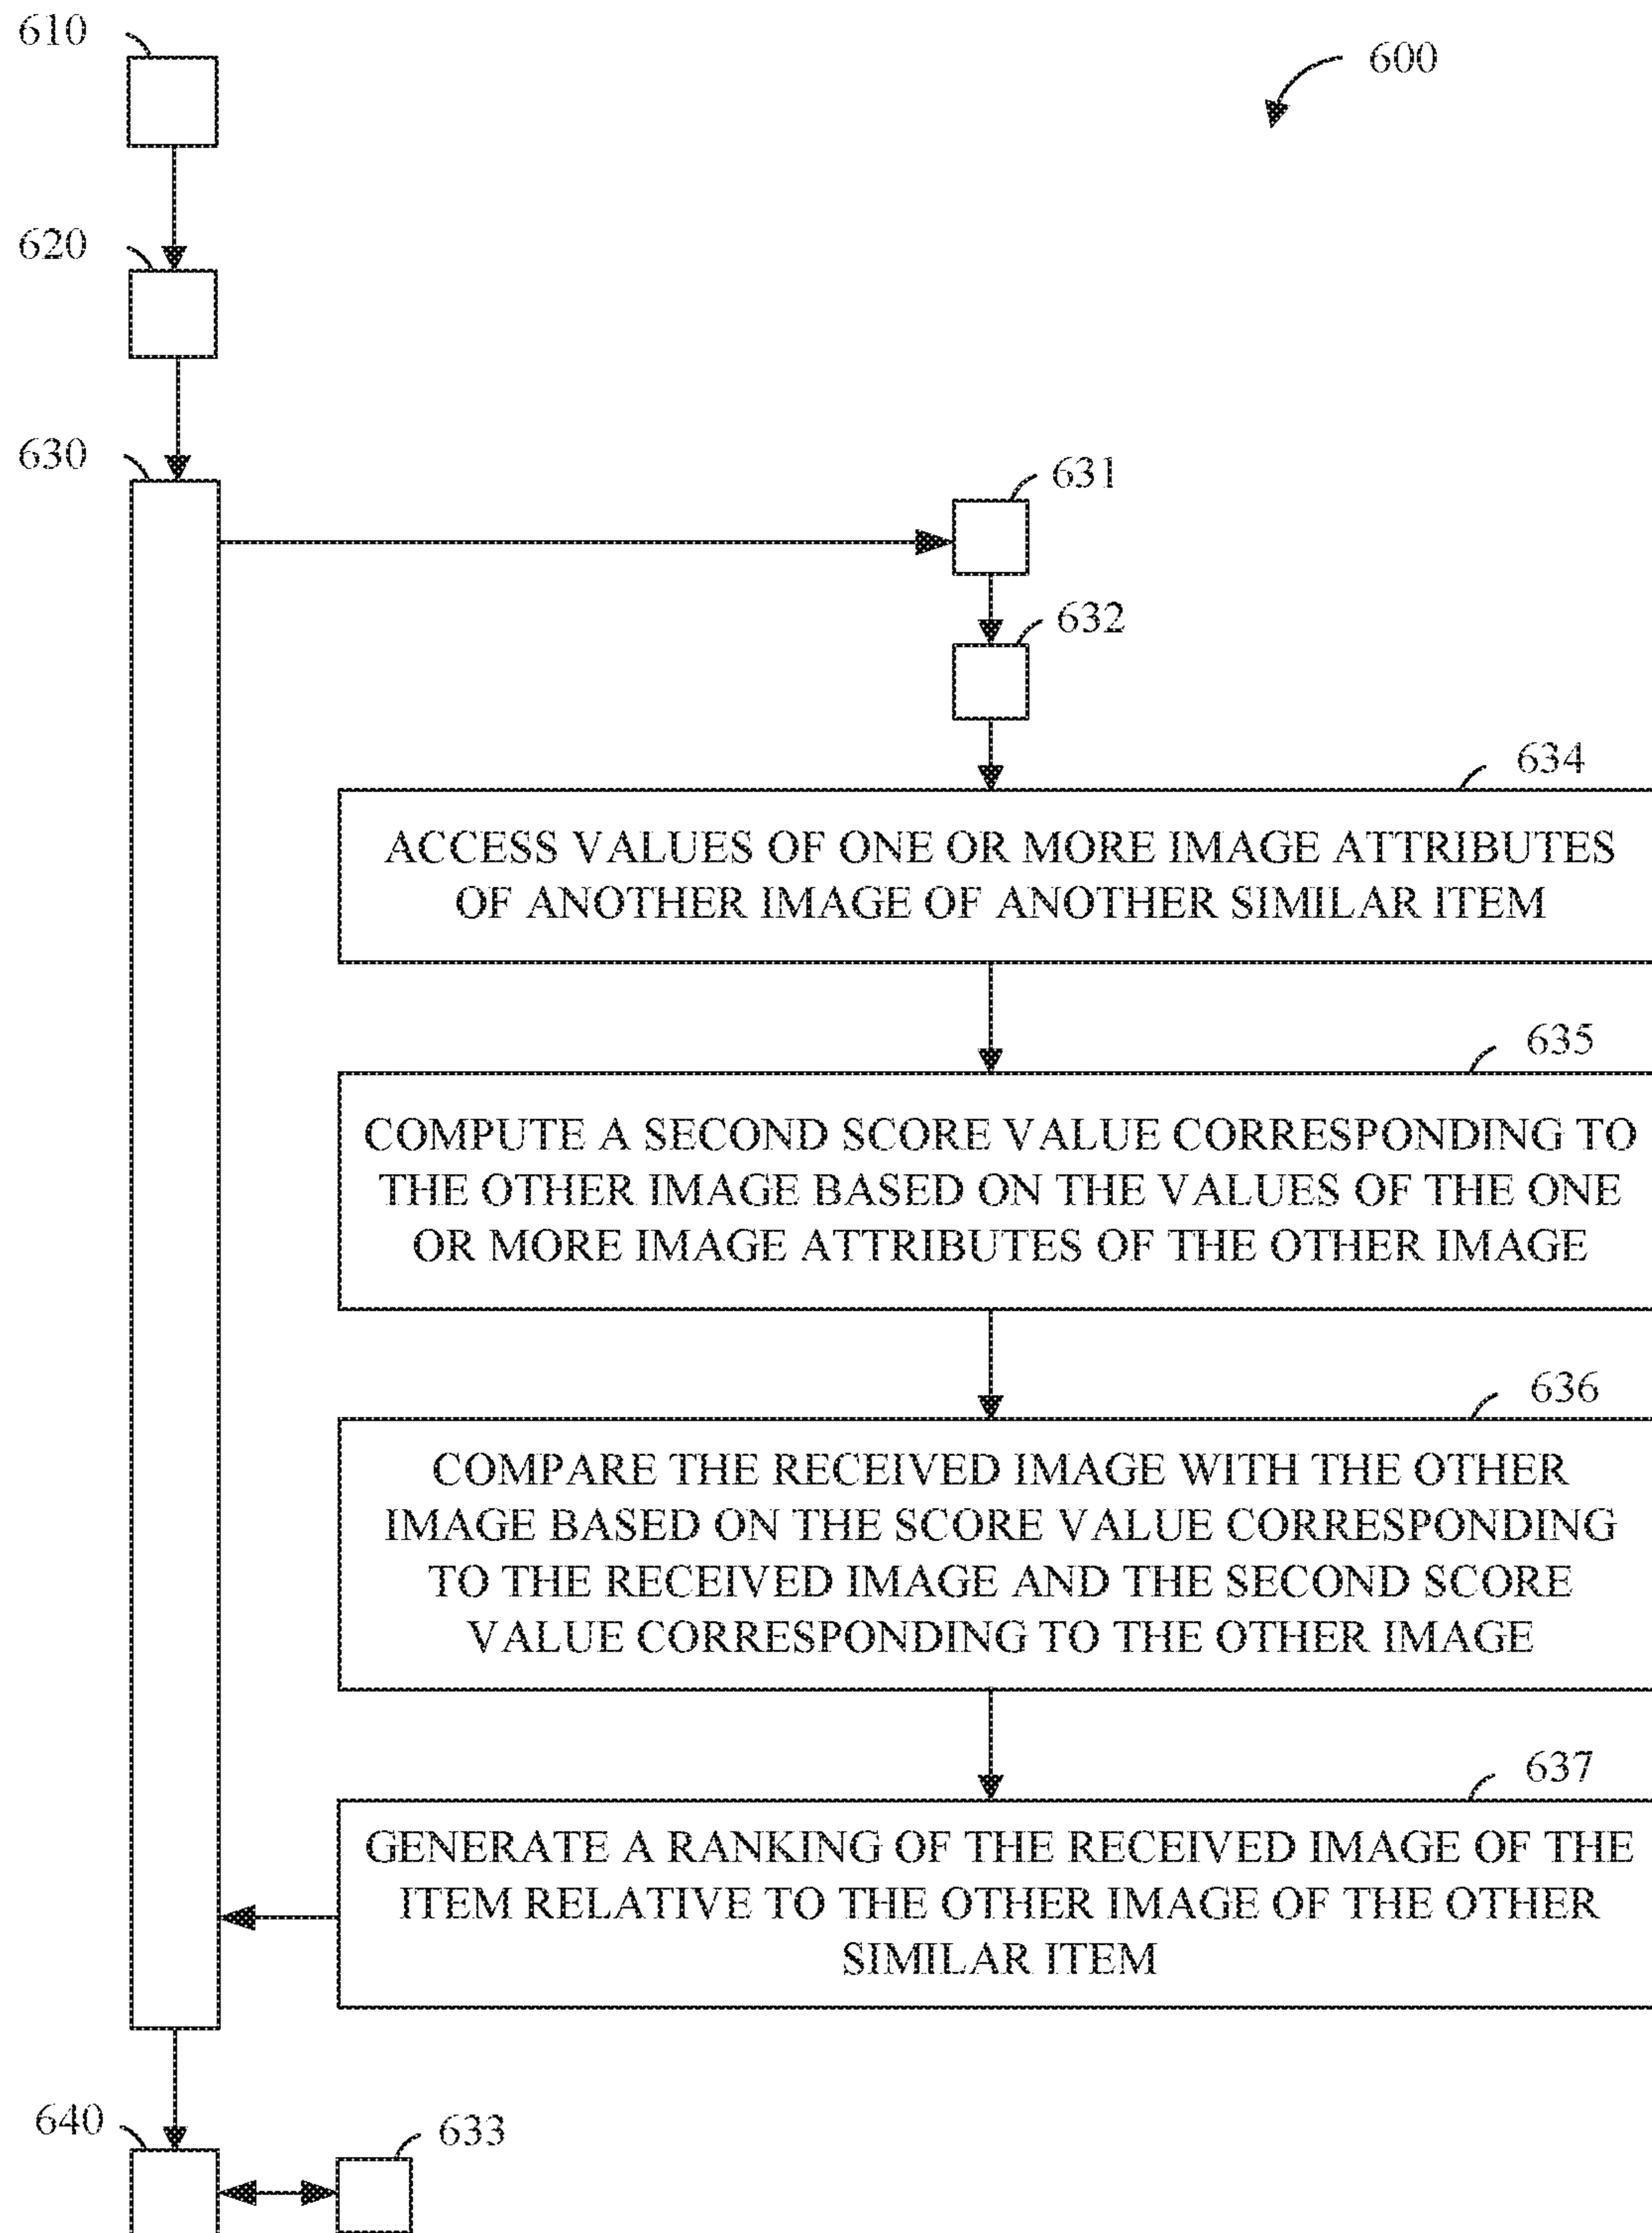 610
600
620
630
631
632
634
ACCESS VALUES OF ONE OR MORE IMAGE ATTRIBUTES
OF ANOTHER IMAGE OF ANOTHER SIMILAR ITEM
635
COMPUTE A SECOND SCORE VALUE CORRESPONDING TO
THE OTHER IMAGE BASED ON THE VALUES OF THE ONE
OR MORE IMAGE ATTRIBUTES OF THE OTHER IMAGE
636
COMPARE THE RECEIVED IMAGE WITH THE OTHER
IMAGE BASED ON THE SCORE VALUE CORRESPONDING
TO THE RECEIVED IMAGE AND THE SECOND SCORE
VALUE CORRESPONDING TO THE OTHER IMAGE
637
GENERATE A RANKING OF THE RECEIVED IMAGE OF THE
ITEM RELATIVE TO THE OTHER IMAGE OF THE OTHER
SIMILAR ITEM
640
633